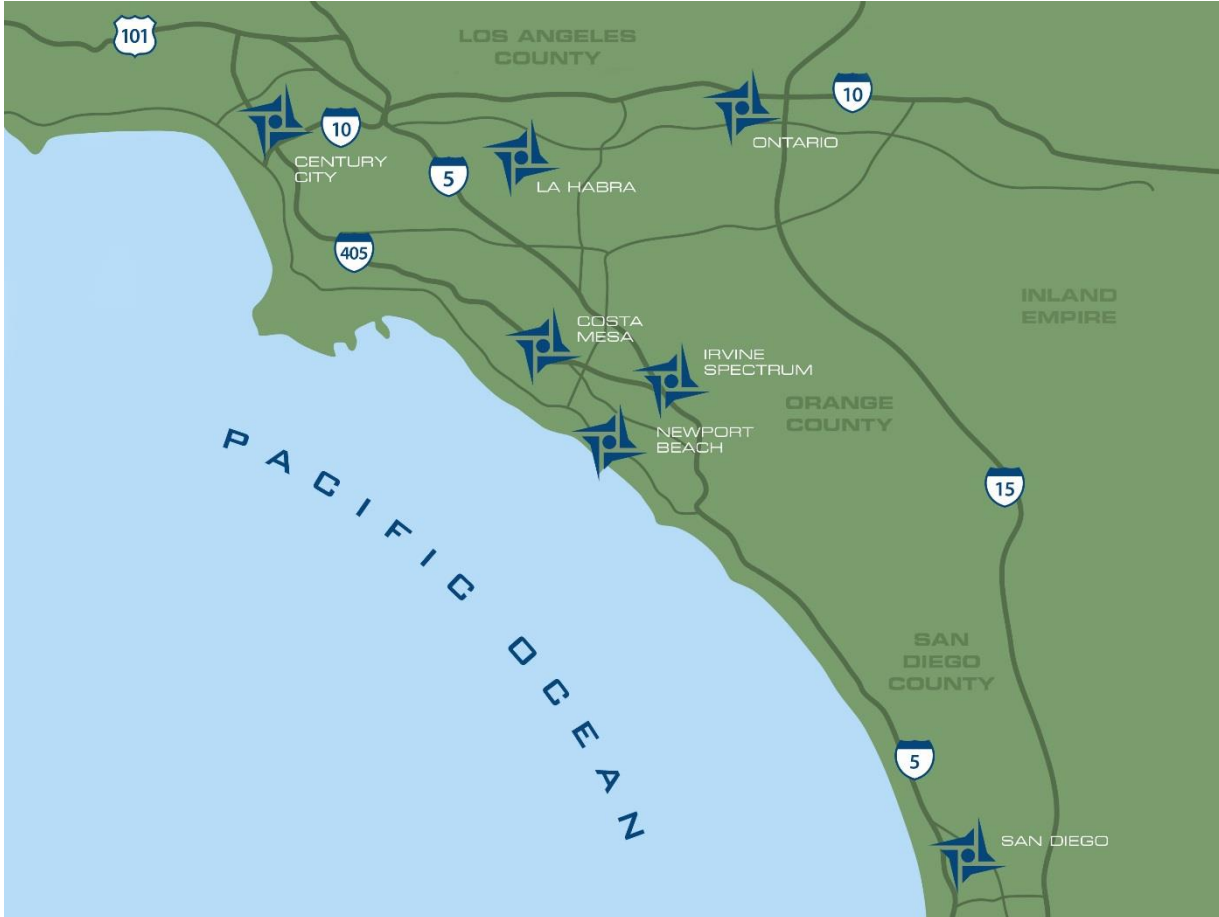 101
LOS ANGELES
COUNTY
10
10
ONTARIO
CENTURY
CITY
5
LA HABRA
405
INLAND
EMPIRE
COSTA
MESA
IRVINE
SPECTRUM
ORANGE
COUNTY
NEWPORT
BEACH
PACIFIC OCEAN
15
SAN
DIEGO
COUNTY
5
SAN DIEGO